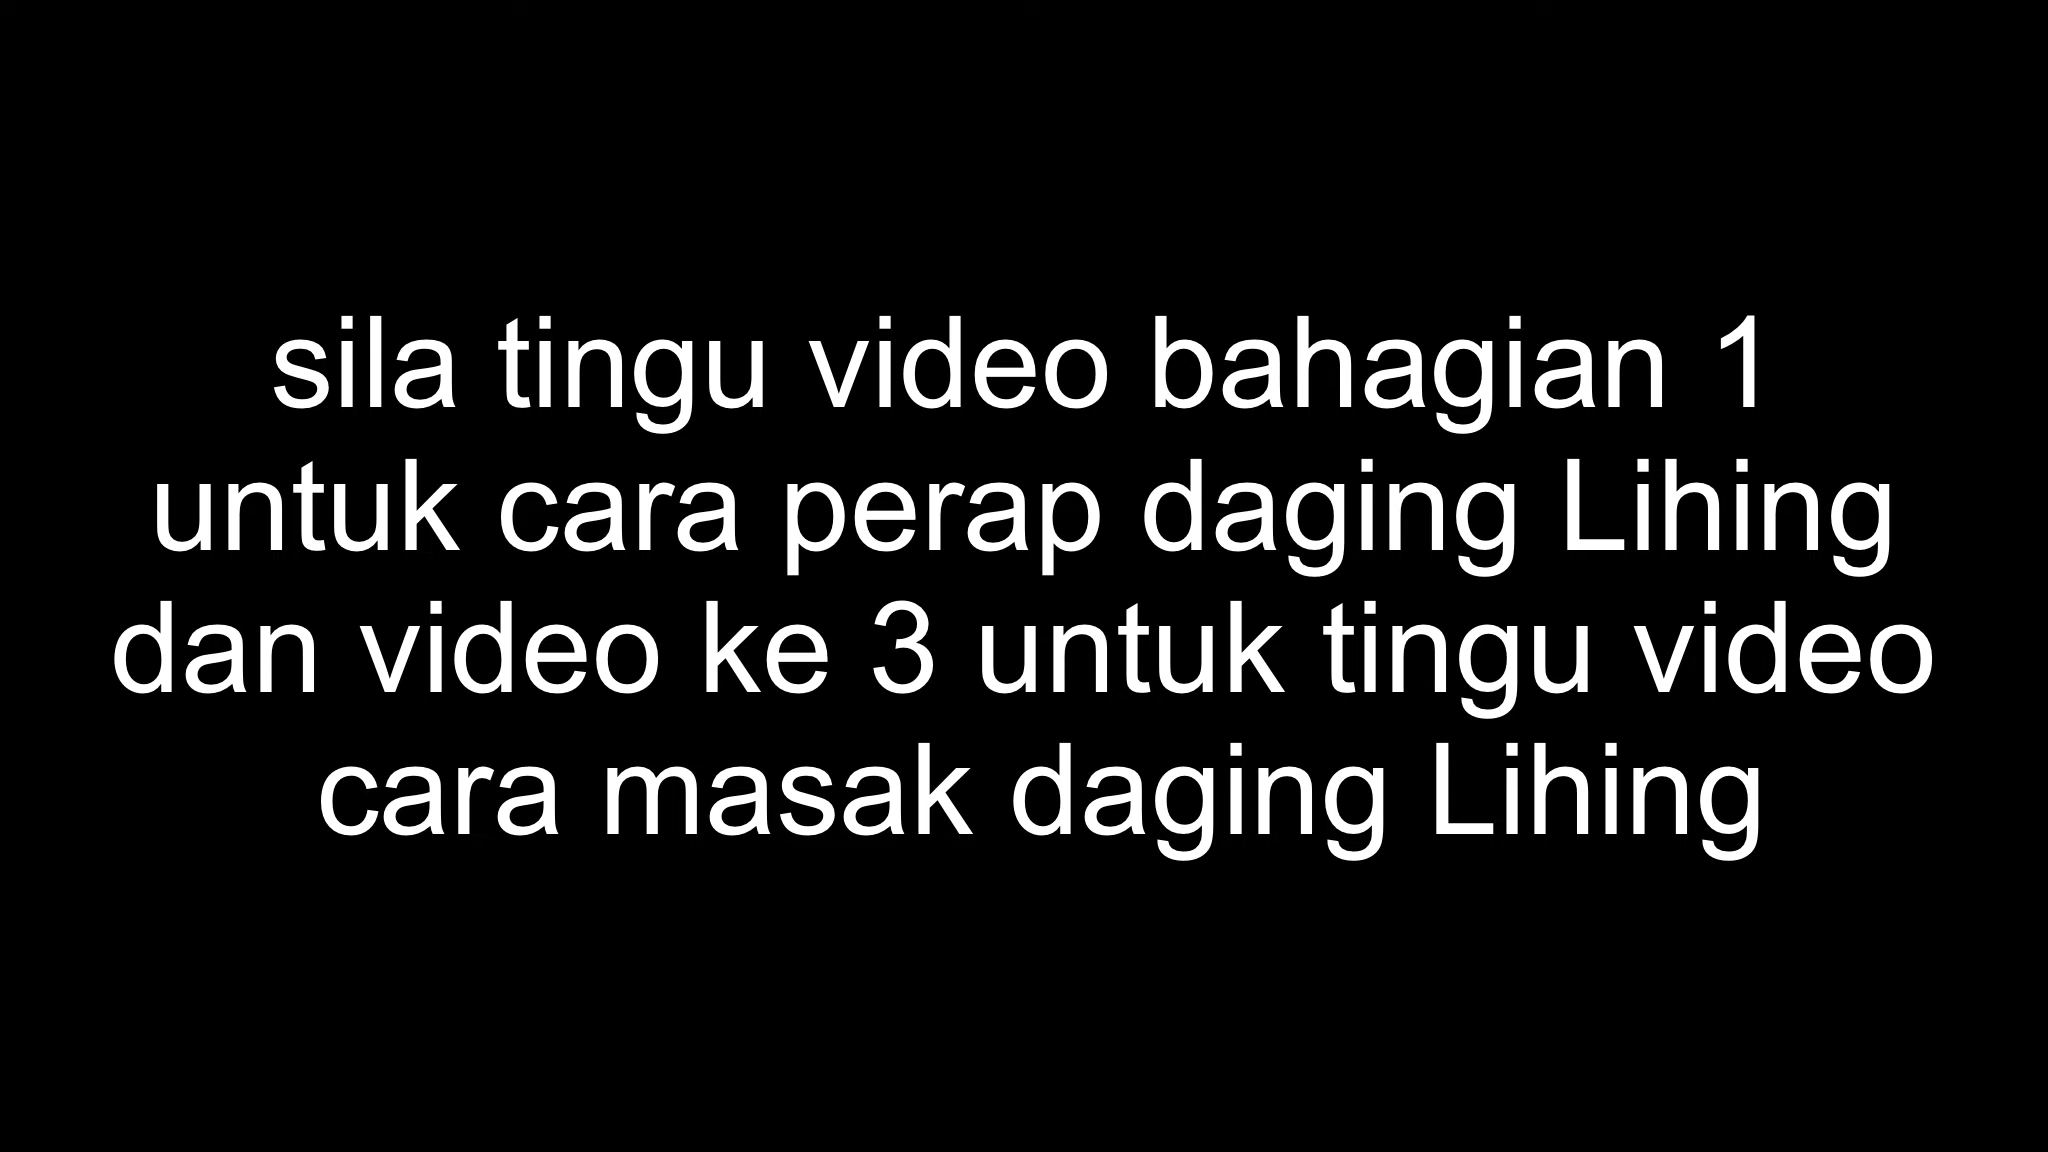 sila tingu video bahagian 1
untuk cara perap daging Lihing
dan video ke 3 untuk tingu video
cara masak daging Lihing